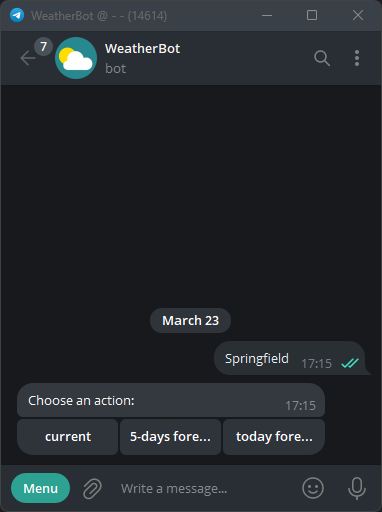 WeatherBot @ - - (14614)
7
WeatherBot
bot
March 23
Springfield 17:15
Choose an action: 17:15
current 5-days fore... today fore...
Menu Write a message...